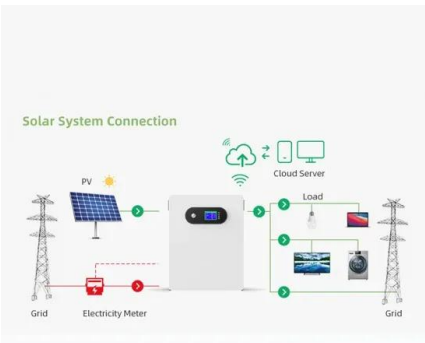 Solar System Connection
Cloud Server
PV
Load
Grid
Electricity Meter
Grid